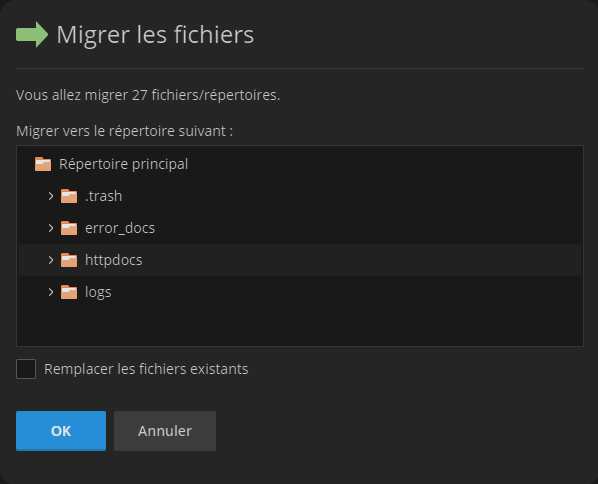 Migrer les fichiers
Vous allez migrer 27 fichiers/répertoires.
Migrer vers le répertoire suivant :
Répertoire principal
.trash
error_docs
httpdocs
logs
Remplacer les fichiers existants
OK
Annuler